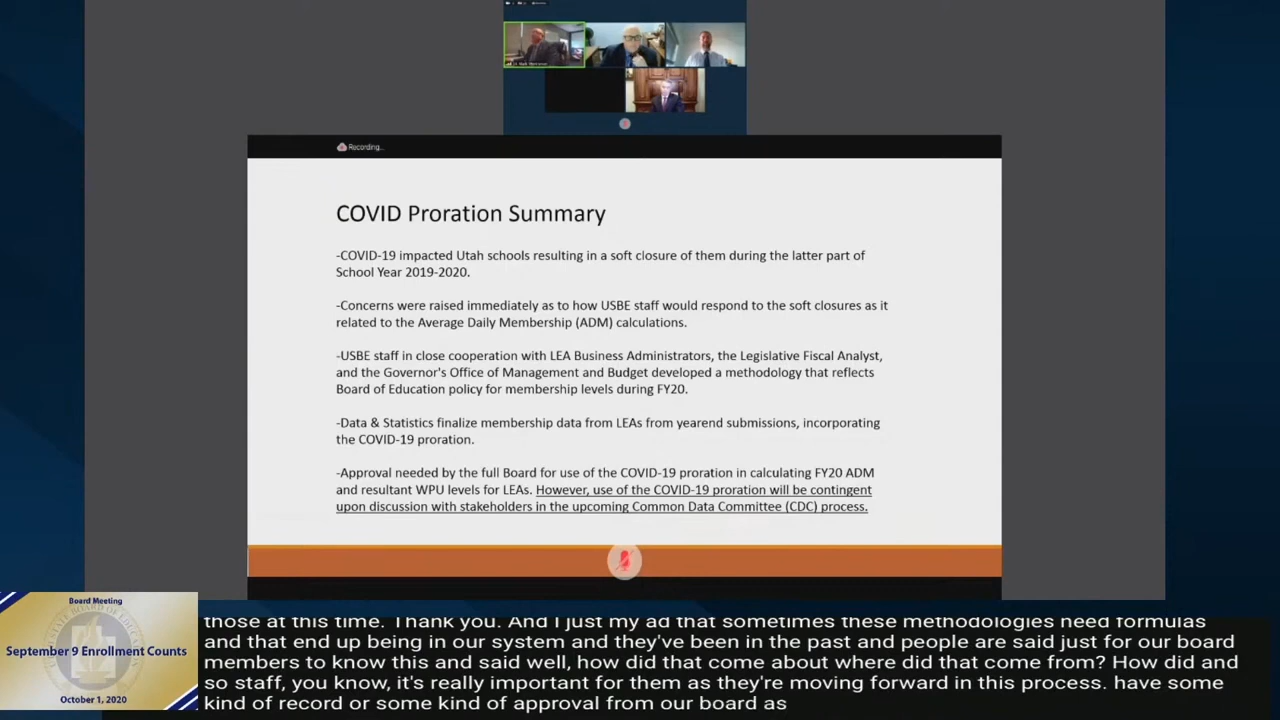 Recording...
COVID Proration Summary
-COVID-19 impacted Utah schools resulting in a soft closure of them during the latter part of
School Year 2019-2020.
-Concerns were raised immediately as to how USBE staff would respond to the soft closures as it
related to the Average Daily Membership (ADM) calculations.
-USBE staff in close cooperation with LEA Business Administrators, the Legislative Fiscal Analyst,
and the Governor's Office of Management and Budget developed a methodology that reflects
Board of Education policy for membership levels during FY20.
-Data & Statistics finalize membership data from LEAs from yearend submissions, incorporating
the COVID-19 proration.
-Approval needed by the full Board for use of the COVID-19 proration in calculating FY20 ADM
and resultant WPU levels for LEAs. However, use of the COVID-19 proration will be contingent
upon discussion with stakeholders in the upcoming Common Data Committee (CDC) process.
Board Meeting
September 9 Enrollment Counts
October 1, 2020
those at this time. Thank you. And I just my ad that sometimes these methodologies need formulas
and that end up being in our system and they've been in the past and people are said just for our board
members to know this and said well, how did that come about where did that come from? How did and
so staff, you know, it's really important for them as they're moving forward in this process. have some
kind of record or some kind of approval from our board as